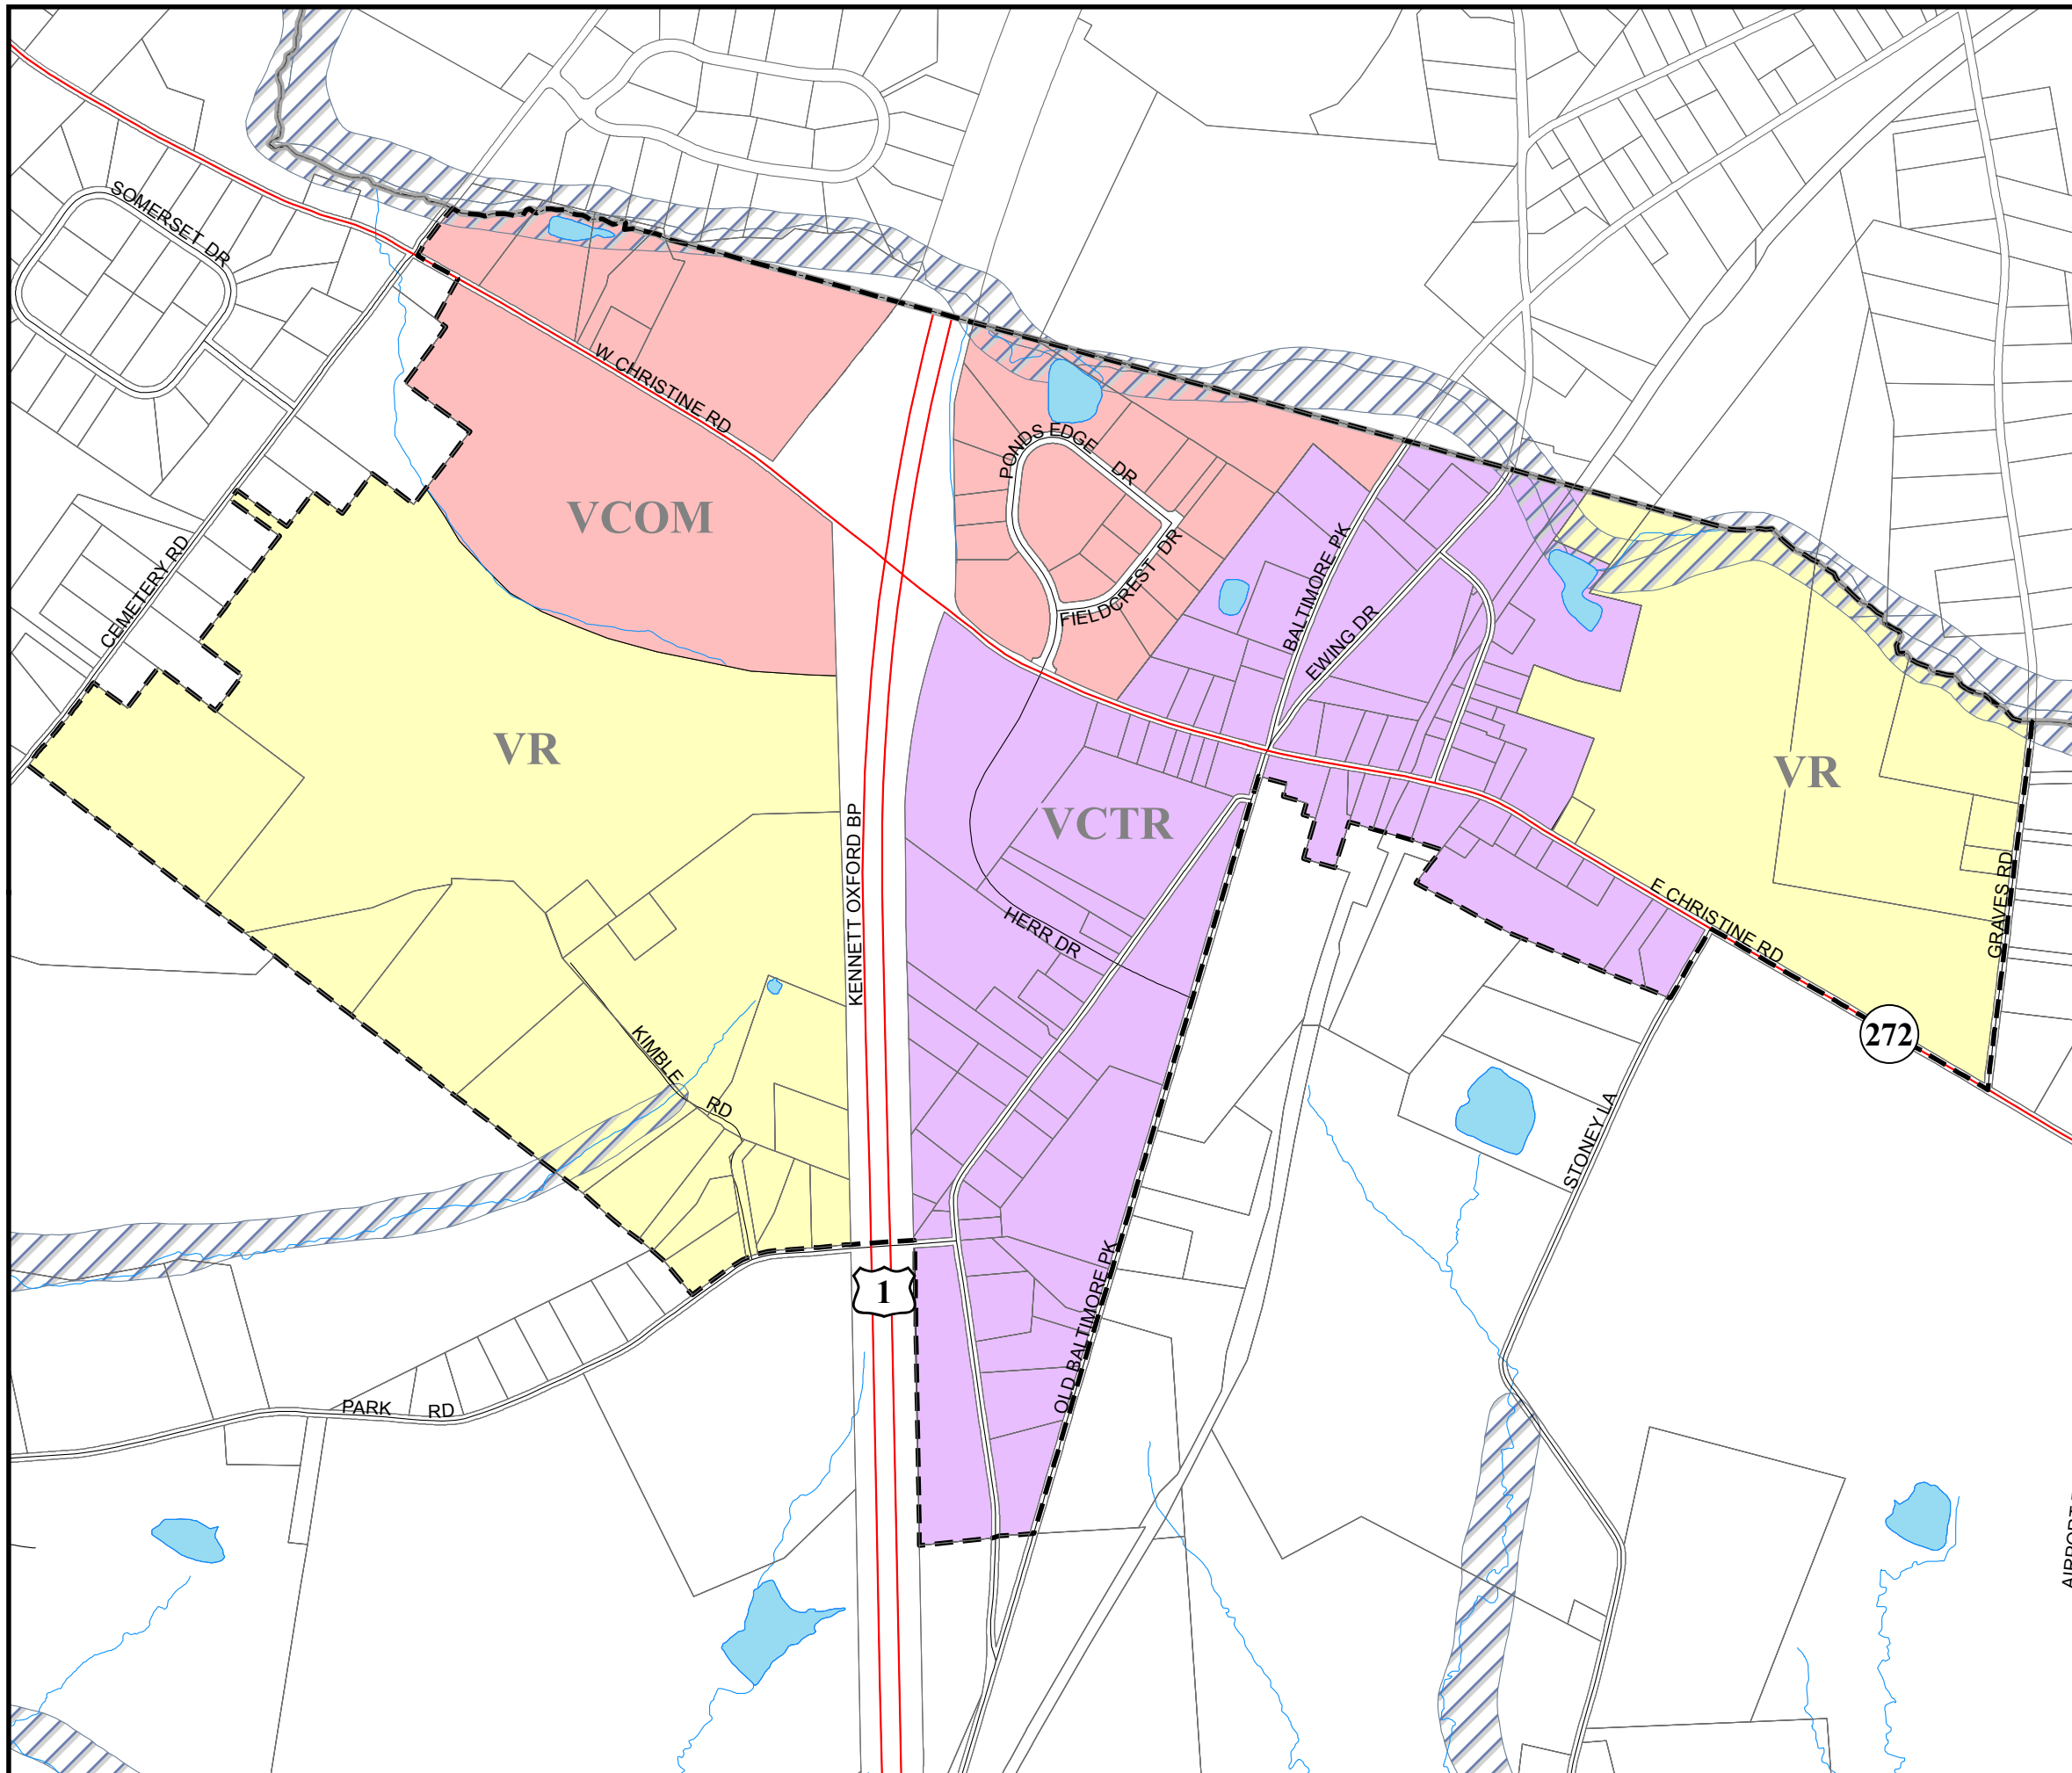 SOMERSET DR
W CHRISTINE RD
PONDS EDGE DR
VCOM
CEMETERY RD
BALTIMORE PK
FIELDCREST DR
EWING DR
VR
VR
VCTR
KENNETT OXFORD BP
E CHRISTINE RD
GRAVES RD
HERR DR
272
KIMBLE RD
STONEY LA
1
OLD BALTIMORE PK
PARK RD
AIRPORT